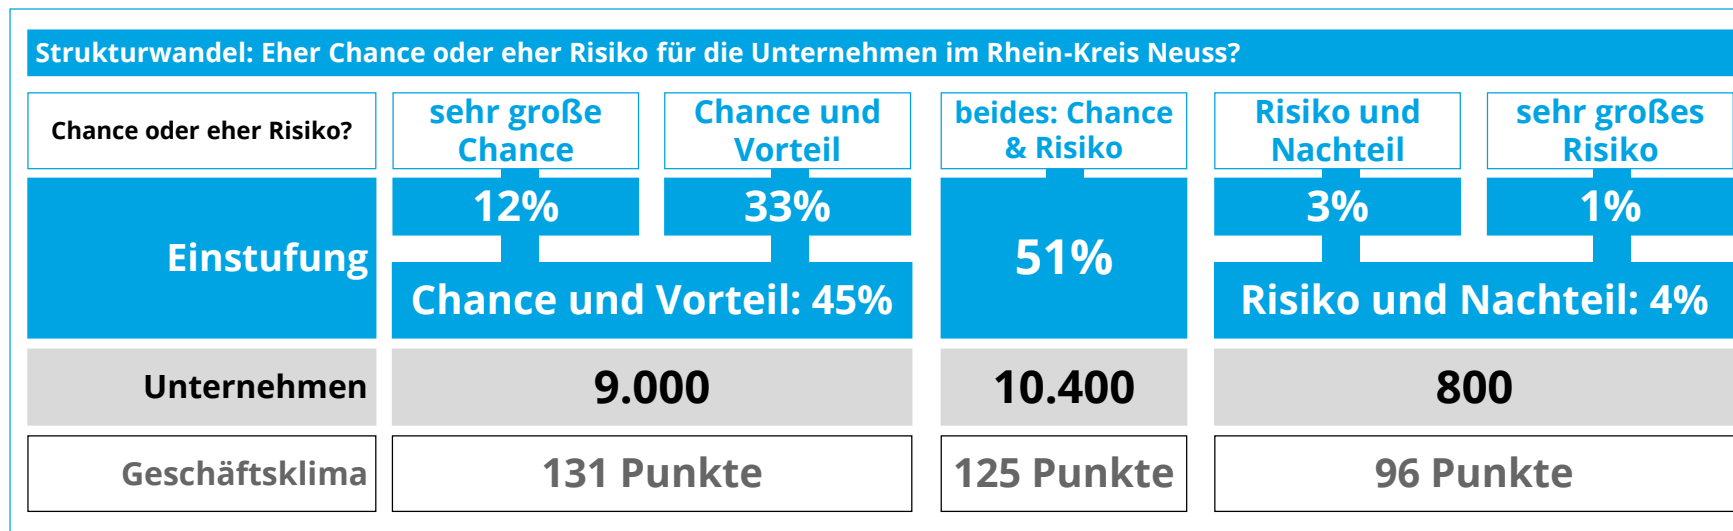 Strukturwandel: Eher Chance oder eher Risiko für die Unternehmen im Rhein-Kreis Neuss?
Chance oder eher Risiko?
sehr große
Chance
Chance und
Vorteil
beides: Chance
& Risiko
Risiko und
Nachteil
sehr großes
Risiko
Einstufung
12%
33%
51%
3%
1%
Chance und Vorteil: 45%
Risiko und Nachteil: 4%
Unternehmen
9.000
10.400
800
Geschäftsklima
131 Punkte
125 Punkte
96 Punkte